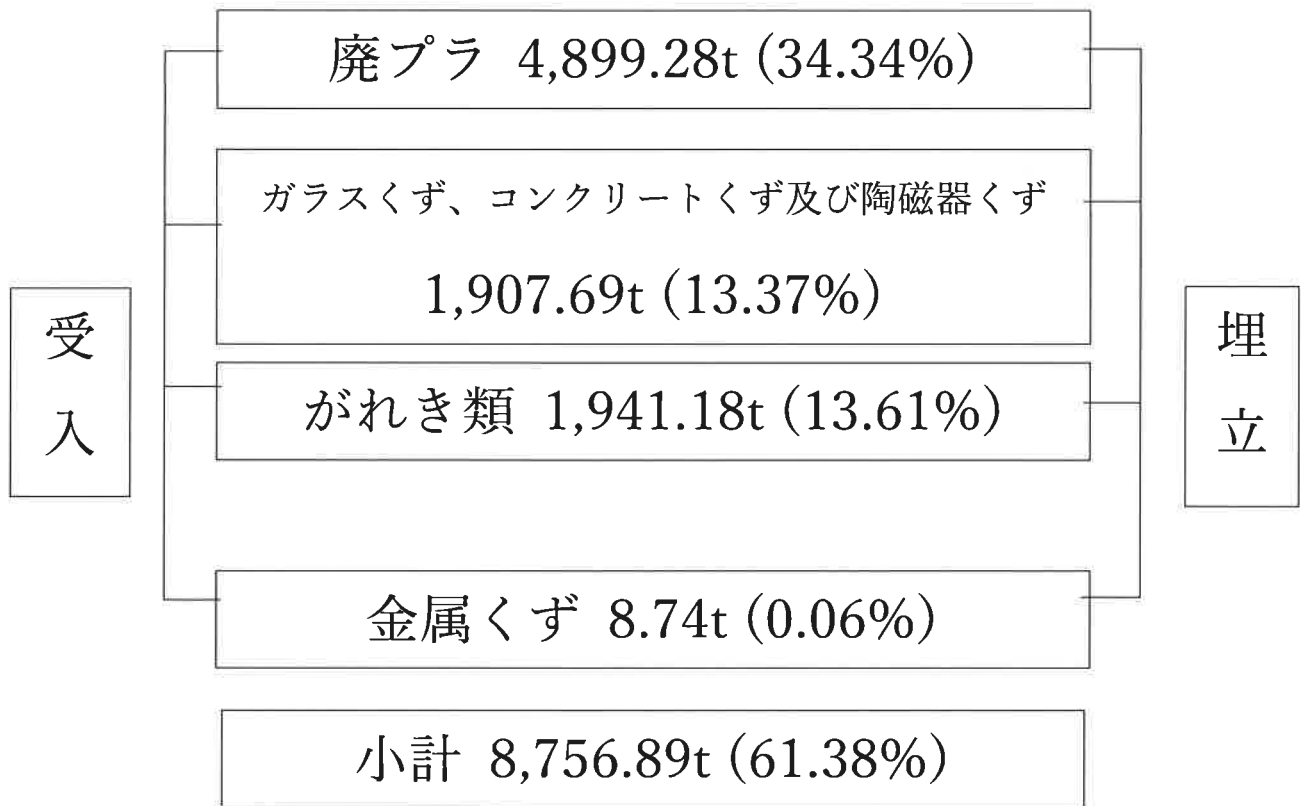 廃プラ 4,899.28t (34.34%)
ガラスくず、コンクリートくず及び陶磁器くず
1,907.69t (13.37%)
受入
がれき類 1,941.18t (13.61%)
埋立
金属くず 8.74t (0.06%)
小計 8,756.89t (61.38%)